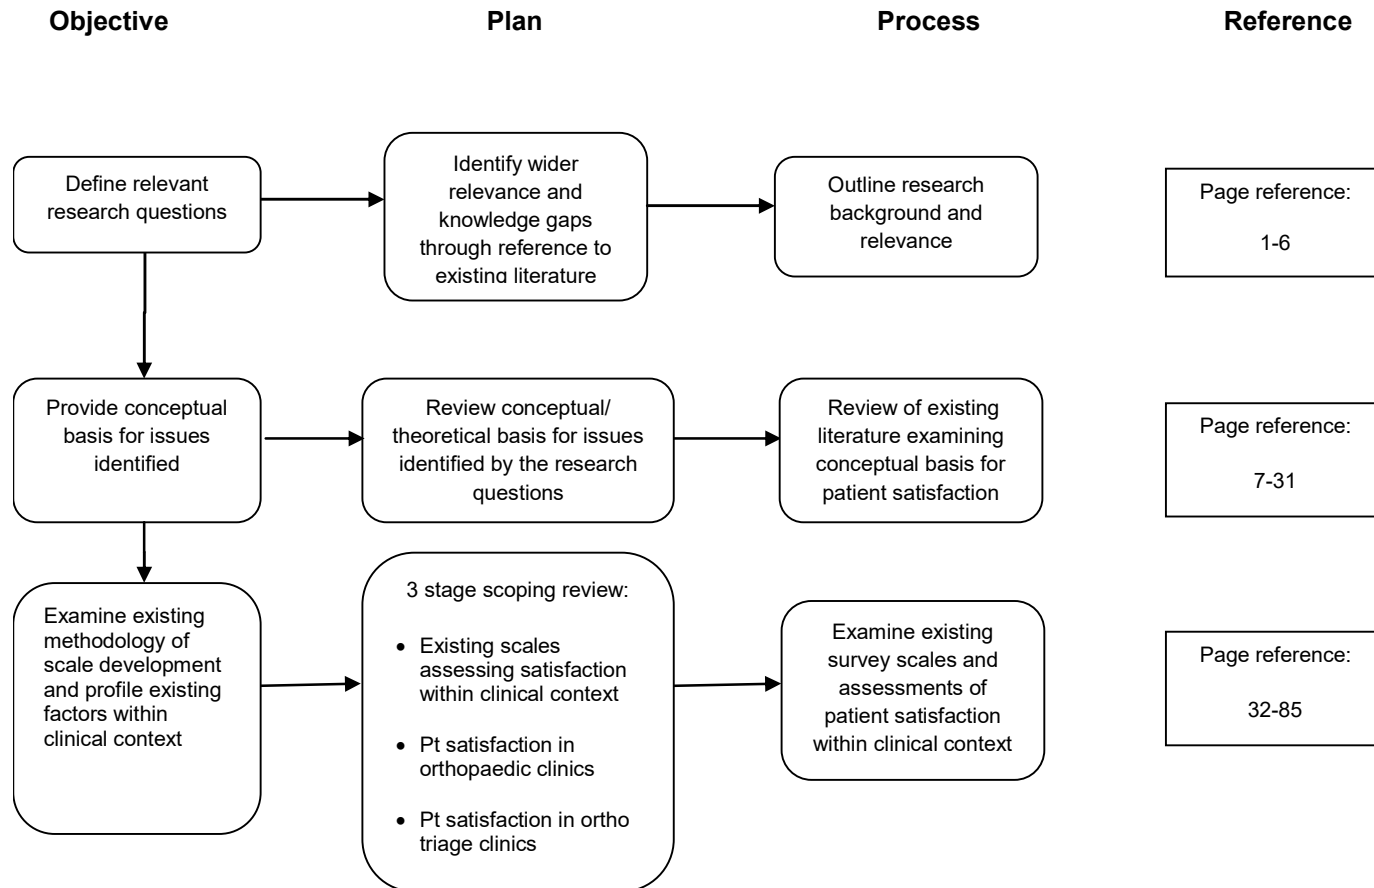 Objective
Plan
Process
Reference
Define relevant
research questions
Identify wider
relevance and
knowledge gaps
through reference to
existing literature
Outline research
background and
relevance
Page reference:
1-6
Provide conceptual
basis for issues
identified
Review conceptual/
theoretical basis for issues
identified by the research
questions
Review of existing
literature examining
conceptual basis for
patient satisfaction
Page reference:
7-31
Examine existing
methodology of
scale development
and profile existing
factors within
clinical context
3 stage scoping review:
• Existing scales
assessing satisfaction
within clinical context
• Pt satisfaction in
orthopaedic clinics
• Pt satisfaction in ortho
triage clinics
Examine existing
survey scales and
assessments of
patient satisfaction
within clinical context
Page reference:
32-85